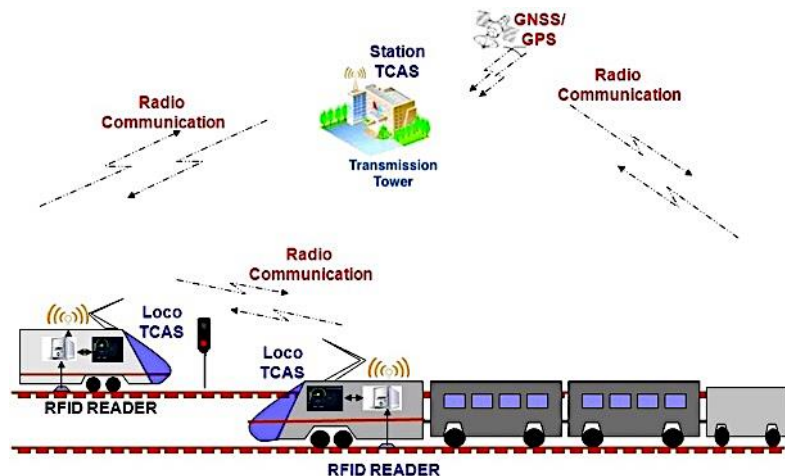 GNSS/
GPS
Station
TCAS
Radio
Communication
Radio
Communication
Transmission
Tower
Radio
Communication
Loco
TCAS
Loco
TCAS
RFID READER
RFID READER